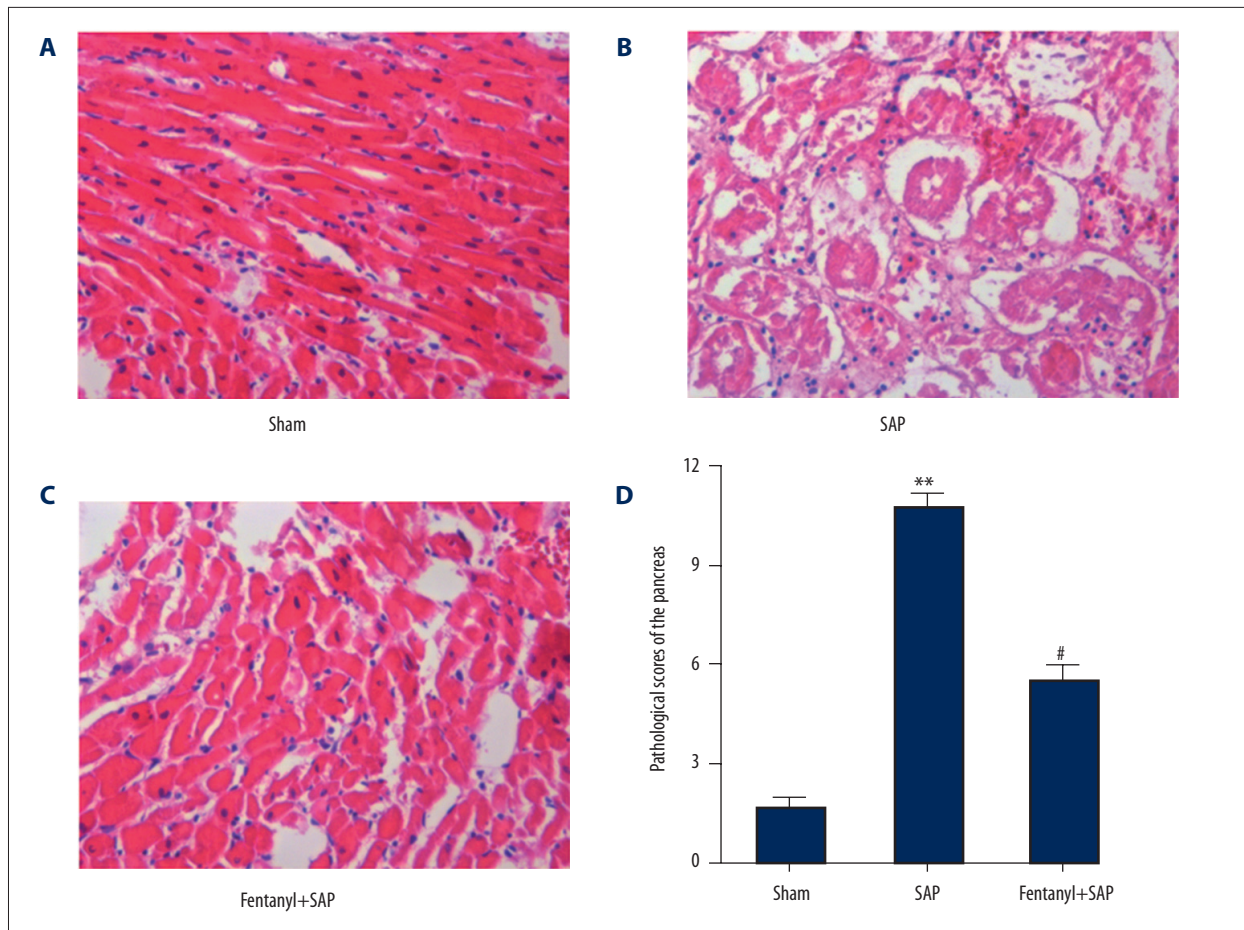 A
B
Sham
SAP
C
D
Pathological scores of the pancreas
12
9
6
3
0
**
#
Sham
SAP
Fentanyl+SAP
Fentanyl+SAP